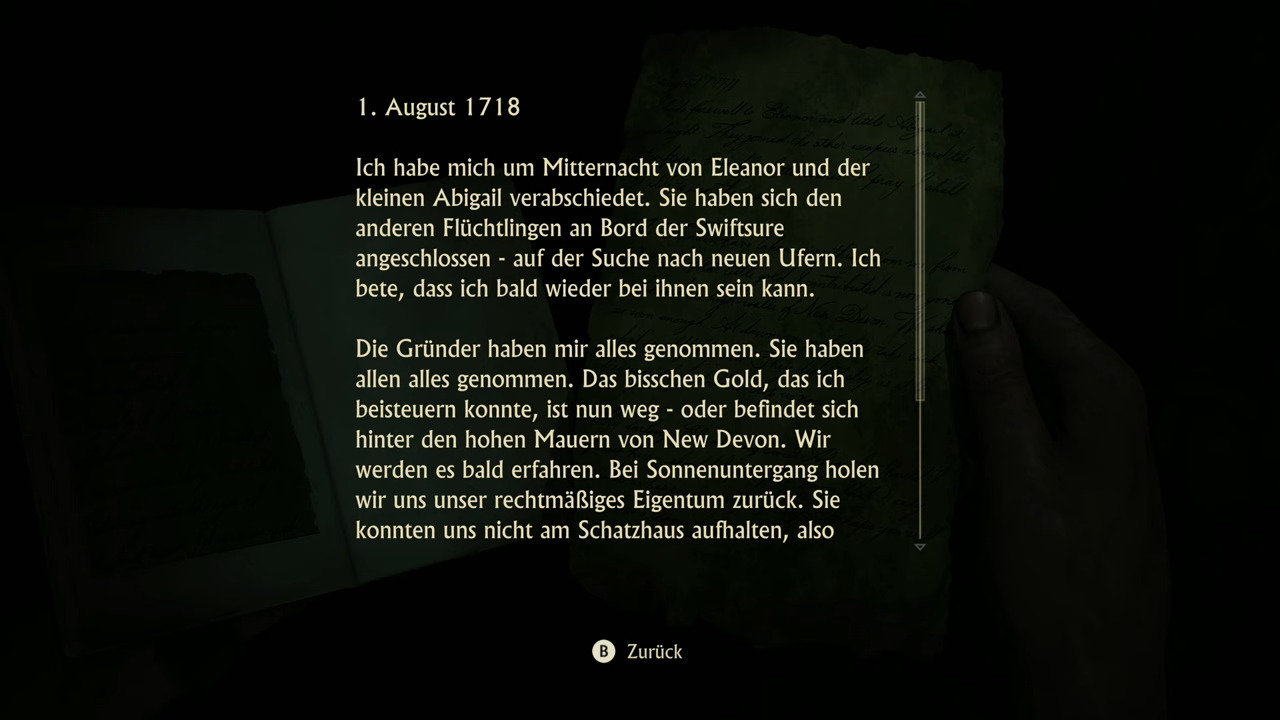 1. August 1718
Ich habe mich um Mitternacht von Eleanor und der
kleinen Abigail verabschiedet. Sie haben sich den
anderen Flüchtlingen an Bord der Swiftsure
angeschlossen - auf der Suche nach neuen Ufern. Ich
bete, dass ich bald wieder bei ihnen sein kann.
Die Gründer haben mir alles genommen. Sie haben
allen alles genommen. Das bisschen Gold, das ich
beisteuern konnte, ist nun weg - oder befindet sich
hinter den hohen Mauern von New Devon. Wir
werden es bald erfahren. Bei Sonnenuntergang holen
wir uns unser rechtmäßiges Eigentum zurück. Sie
konnten uns nicht am Schatzhaus aufhalten, also
B Zurück